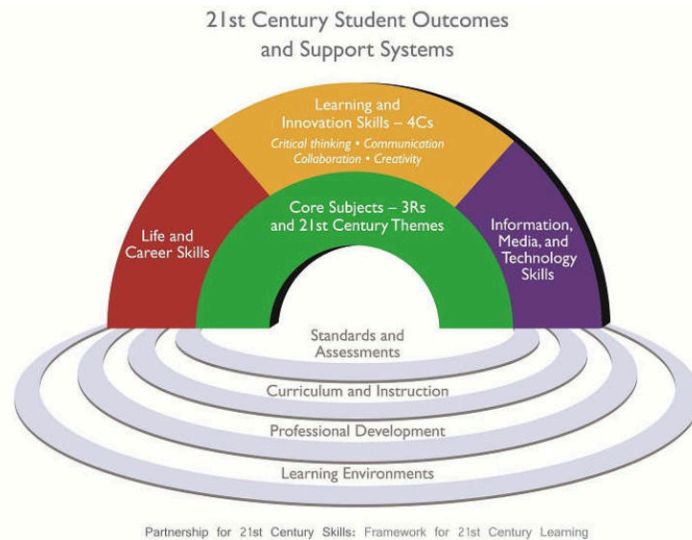 21st Century Student Outcomes
and Support Systems
Learning and
Innovation Skills – 4Cs
Critical thinking • Communication
Collaboration • Creativity
Core Subjects – 3Rs
and 21st Century Themes
Life and
Career Skills
Information,
Media, and
Technology
Skills
Standards and
Assessments
Curriculum and Instruction
Professional Development
Learning Environments
Partnership for 21st Century Skills: Framework for 21st Century Learning